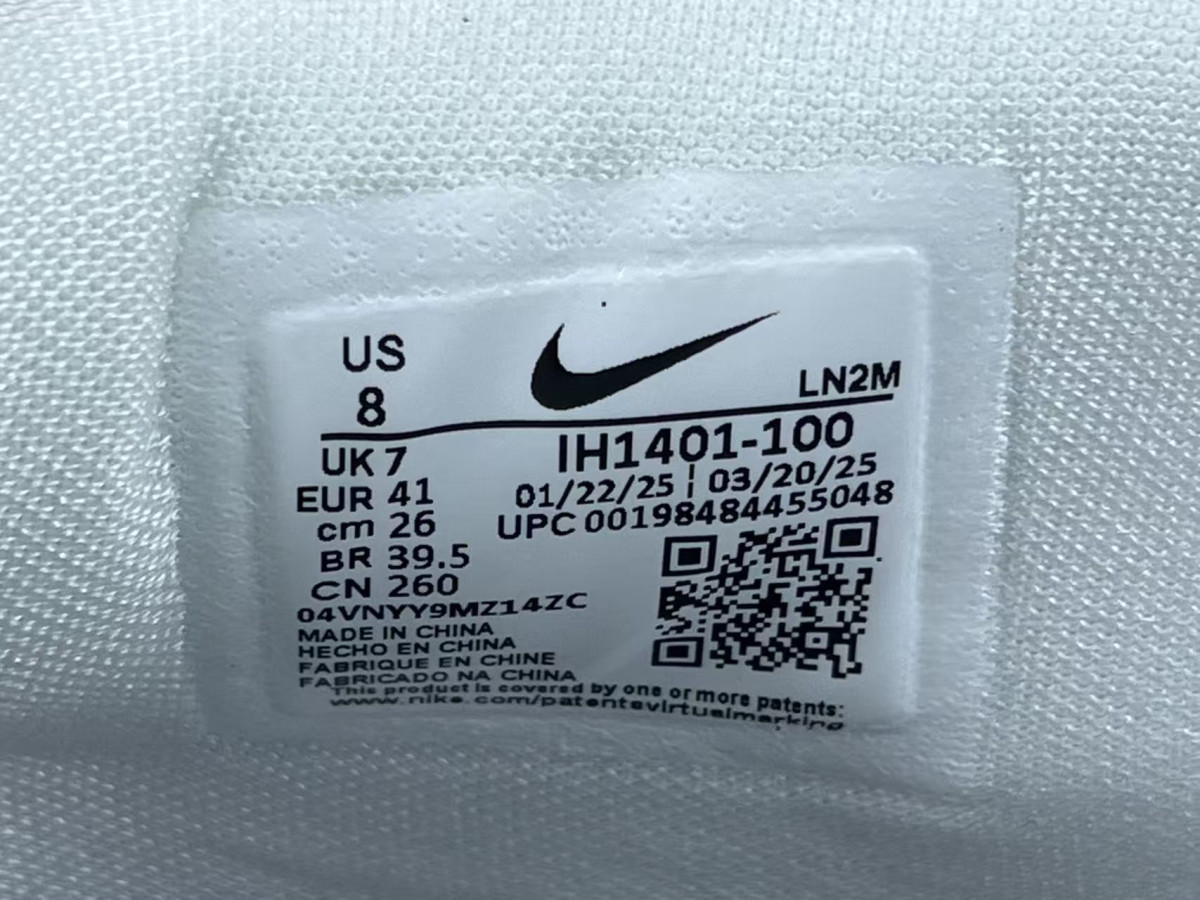 US
8
LN2M
UK 7
IH1401-100
EUR 41
01/22/25 ¦ 03/20/25
cm 26
UPC 00198484455048
BR 39.5
CN 260
04VNYY9MZ14ZC
MADE IN CHINA
HECHO EN CHINA
FABRIQUE EN CHINE
FABRICADO NA CHINA
This product is covered by one or more patents:
www.nike.com/patentsvirtualmarking